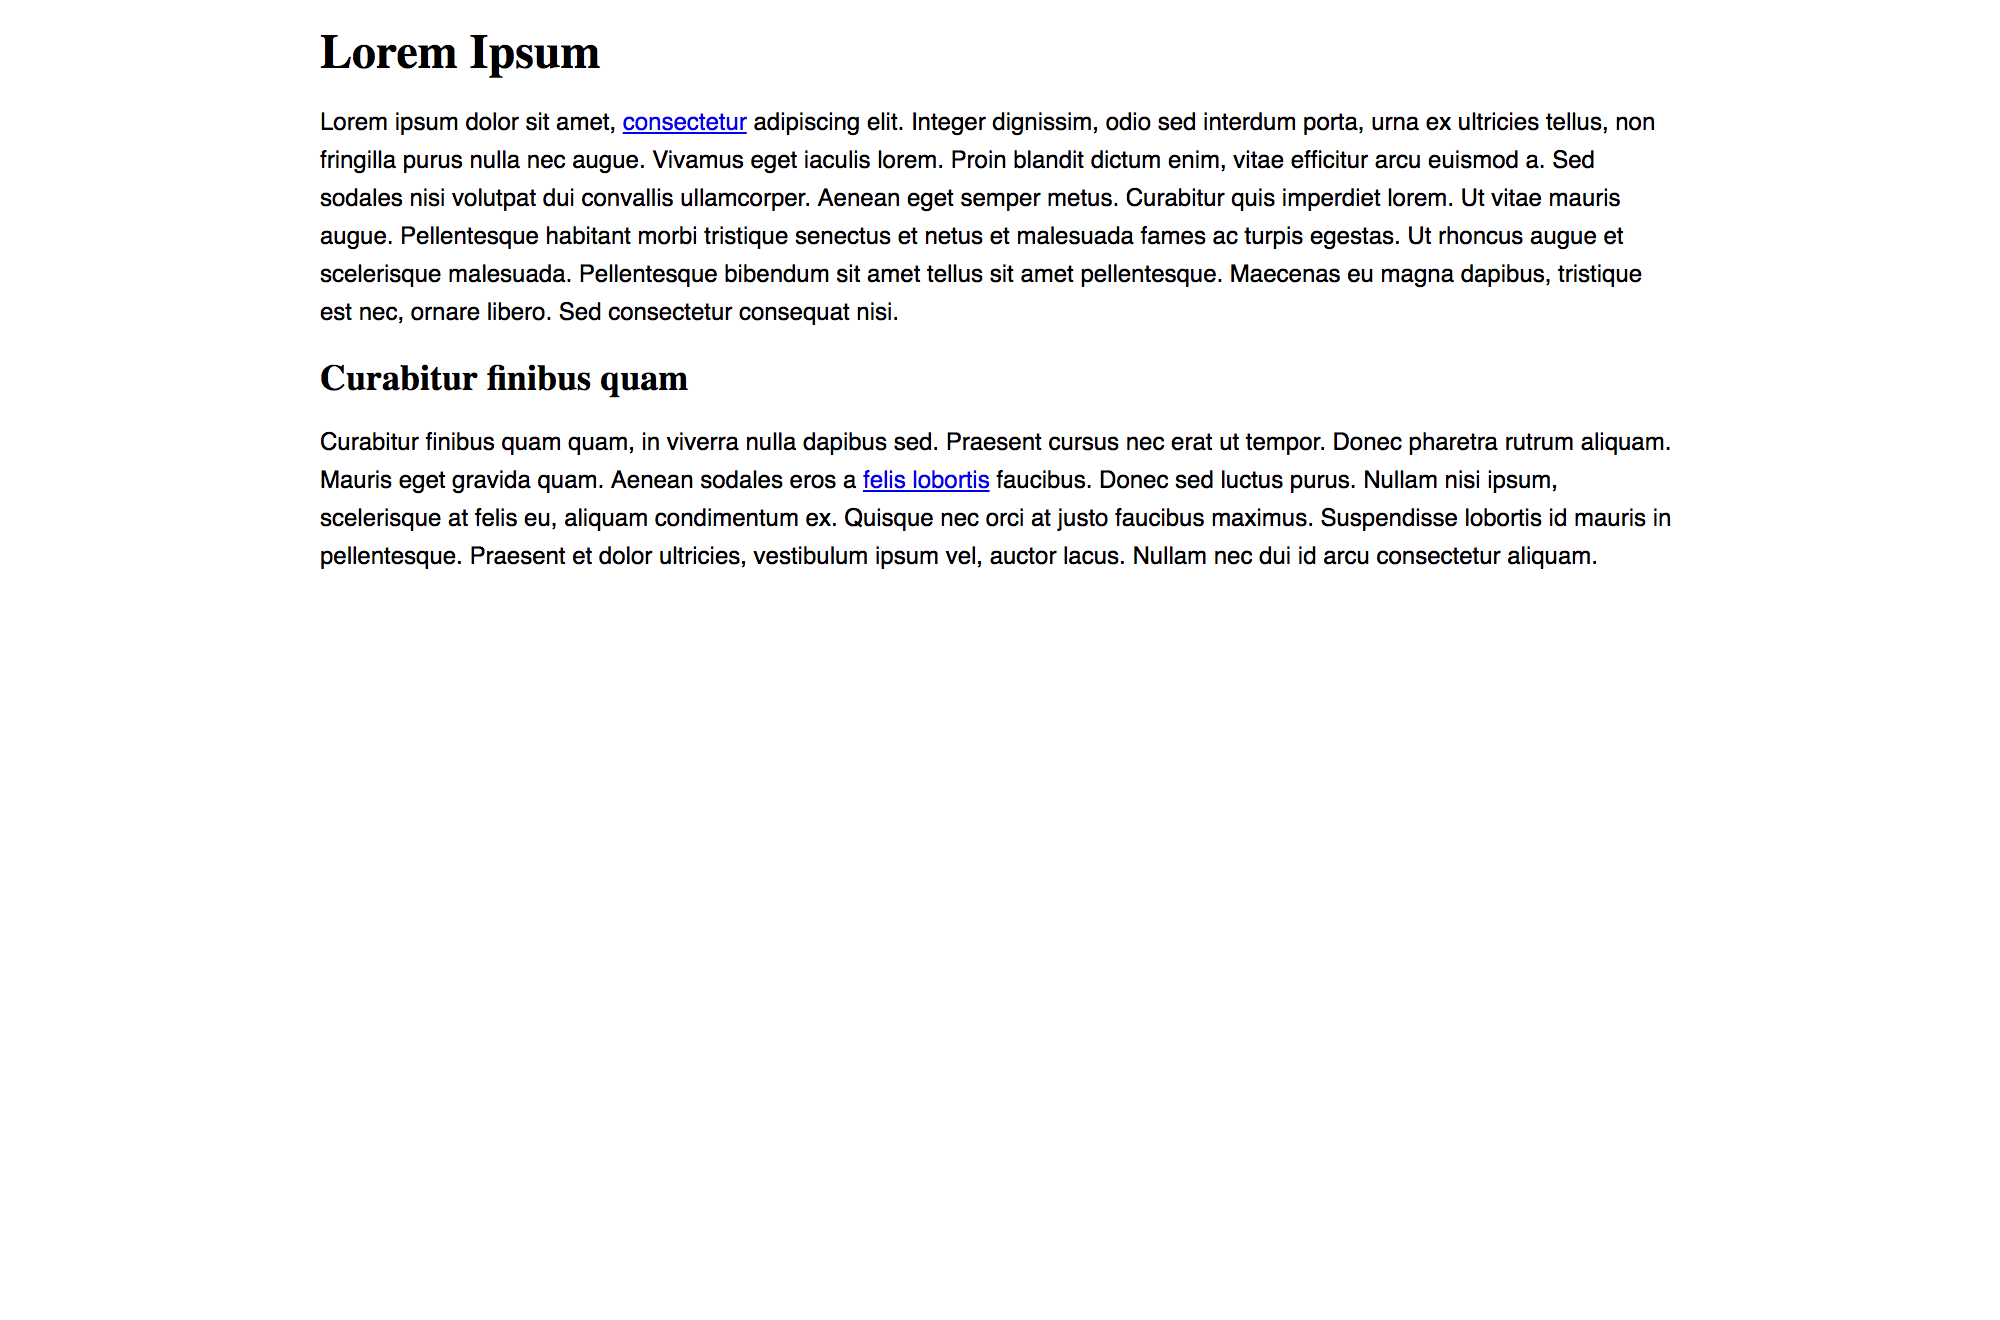 Lorem Ipsum
Lorem ipsum dolor sit amet, consectetur adipiscing elit. Integer dignissim, odio sed interdum porta, urna ex ultricies tellus, non
fringilla purus nulla nec augue. Vivamus eget iaculis lorem. Proin blandit dictum enim, vitae efficitur arcu euismod a. Sed
sodales nisi volutpat dui convallis ullamcorper. Aenean eget semper metus. Curabitur quis imperdiet lorem. Ut vitae mauris
augue. Pellentesque habitant morbi tristique senectus et netus et malesuada fames ac turpis egestas. Ut rhoncus augue et
scelerisque malesuada. Pellentesque bibendum sit amet tellus sit amet pellentesque. Maecenas eu magna dapibus, tristique
est nec, ornare libero. Sed consectetur consequat nisi.
Curabitur finibus quam
Curabitur finibus quam quam, in viverra nulla dapibus sed. Praesent cursus nec erat ut tempor. Donec pharetra rutrum aliquam.
Mauris eget gravida quam. Aenean sodales eros a felis lobortis faucibus. Donec sed luctus purus. Nullam nisi ipsum,
scelerisque at felis eu, aliquam condimentum ex. Quisque nec orci at justo faucibus maximus. Suspendisse lobortis id mauris in
pellentesque. Praesent et dolor ultricies, vestibulum ipsum vel, auctor lacus. Nullam nec dui id arcu consectetur aliquam.